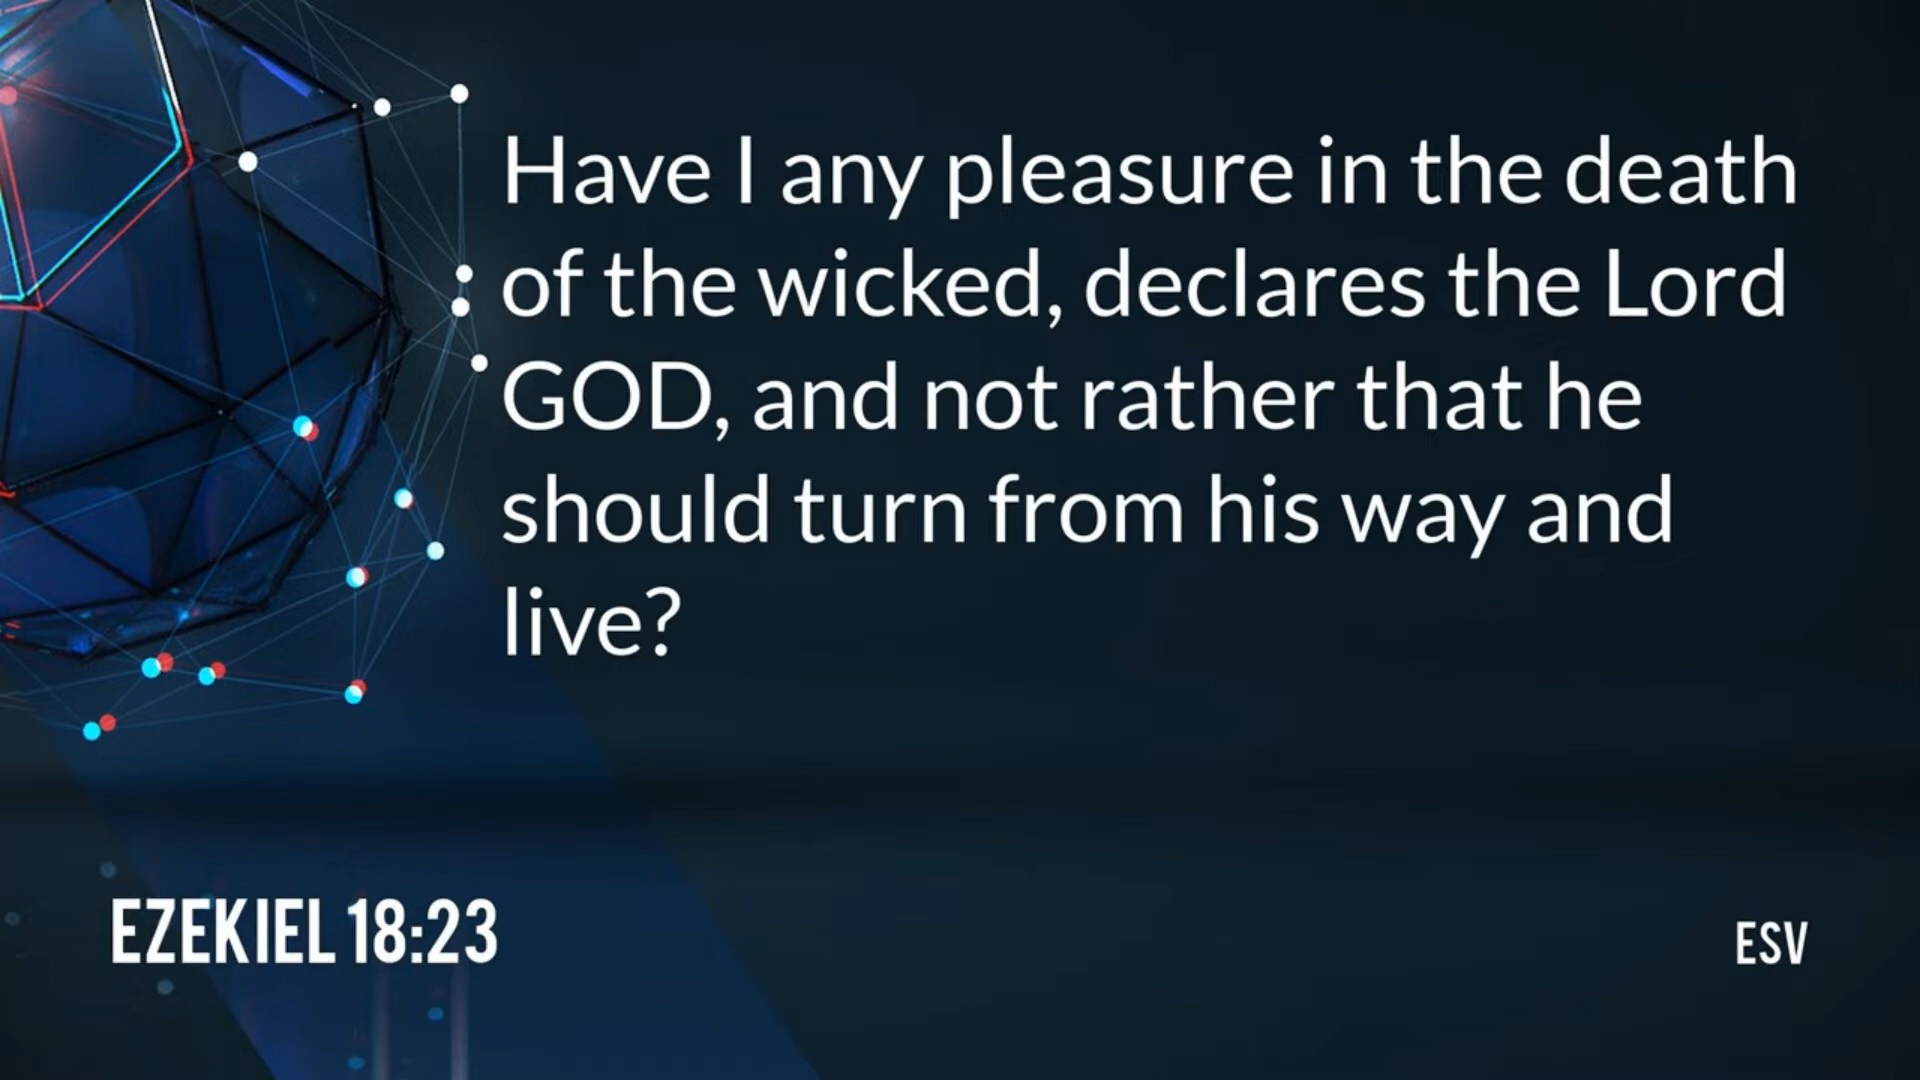 Have I any pleasure in the death
of the wicked, declares the Lord
GOD, and not rather that he
should turn from his way and
live?
EZEKIEL 18:23
ESV